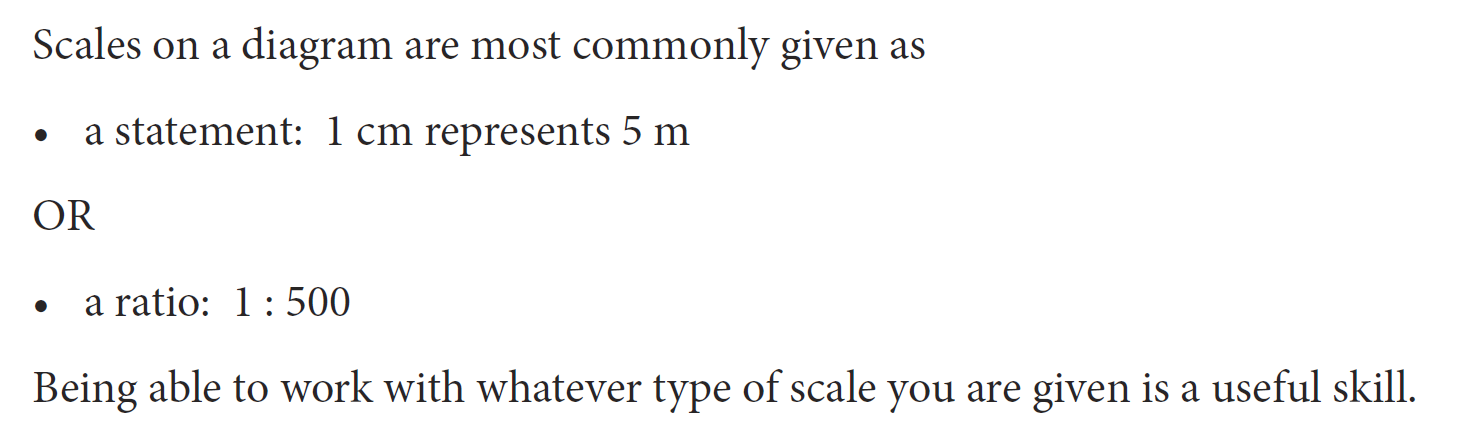 Scales on a diagram are most commonly given as
• a statement: 1 cm represents 5 m
OR
• a ratio: 1 : 500
Being able to work with whatever type of scale you are given is a useful skill.